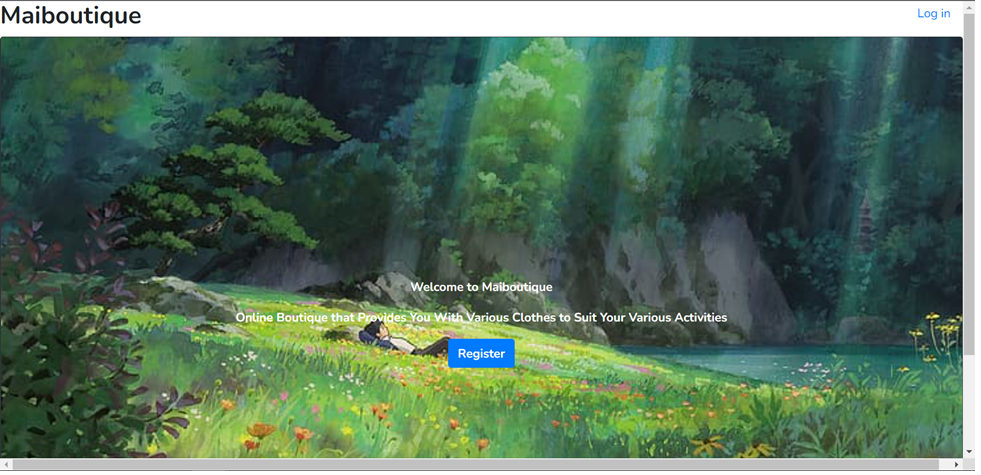 Maiboutique
Log in
Welcome to Maiboutique
Online Boutique that Provides You With Various Clothes to Suit Your Various Activities
Register